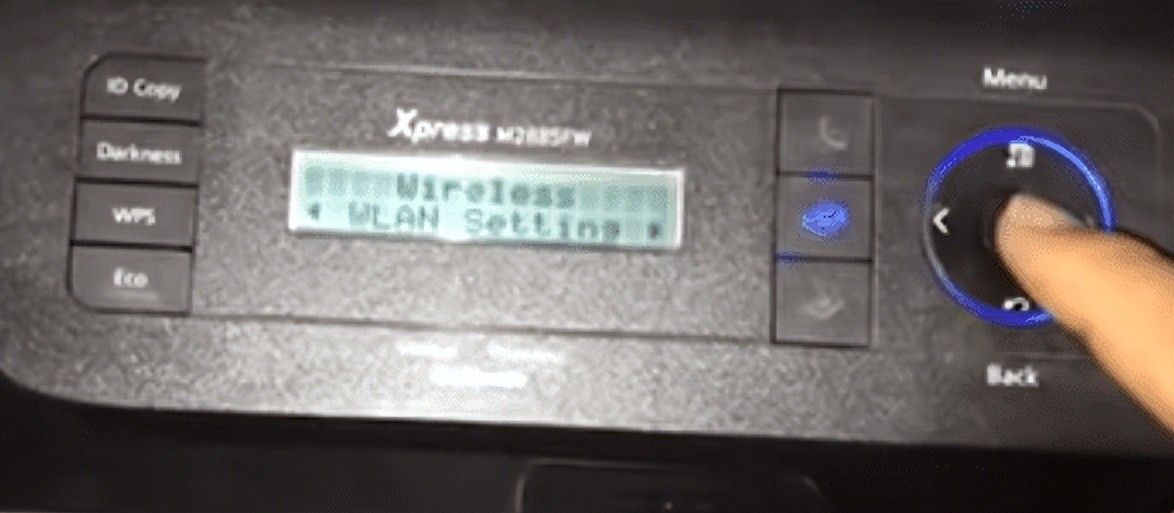 Menu
ID Copy
Xpress M2885FW
Darkness
Wireless
WLAN Setting
WPS
Eco
Back